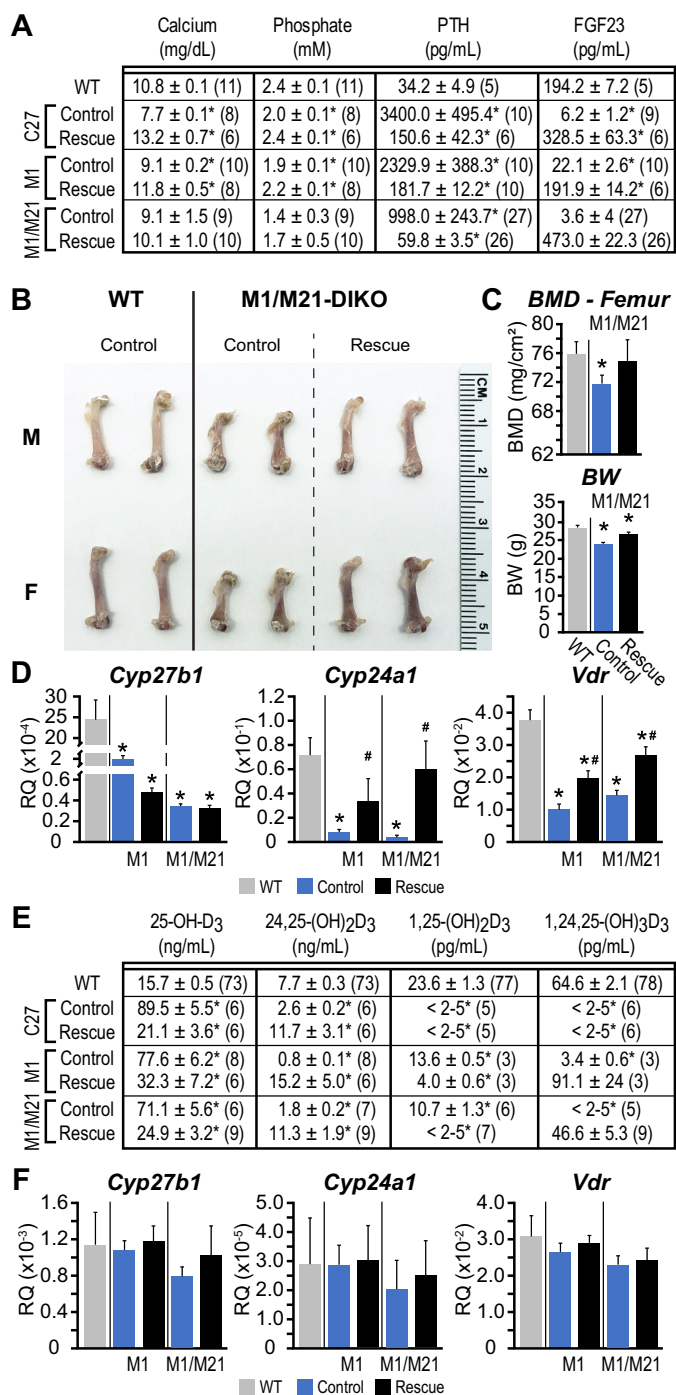 A
Calcium (mg/dL) Phosphate (mM) PTH (pg/mL) FGF23 (pg/mL)
WT 10.8 ± 0.1 (11) 2.4 ± 0.1 (11) 34.2 ± 4.9 (5) 194.2 ± 7.2 (5)
C27
Control 7.7 ± 0.1* (8) 2.0 ± 0.1* (8) 3400.0 ± 495.4* (10) 6.2 ± 1.2* (9)
Rescue 13.2 ± 0.7* (6) 2.4 ± 0.1* (6) 150.6 ± 42.3* (6) 328.5 ± 63.3* (6)
M1
Control 9.1 ± 0.2* (10) 1.9 ± 0.1* (10) 2329.9 ± 388.3* (10) 22.1 ± 2.6* (10)
Rescue 11.8 ± 0.5* (8) 2.2 ± 0.1* (8) 181.7 ± 12.2* (10) 191.9 ± 14.2* (6)
M1/M21
Control 9.1 ± 1.5 (9) 1.4 ± 0.3 (9) 998.0 ± 243.7* (27) 3.6 ± 4 (27)
Rescue 10.1 ± 1.0 (10) 1.7 ± 0.5 (10) 59.8 ± 3.5* (26) 473.0 ± 22.3 (26)
B
WT M1/M21-DIKO
Control Control Rescue
M
F
CM
1
2
3
4
5
C
BMD - Femur
M1/M21
BMD (mg/cm²)
80
76
72
68
62
*
BW
M1/M21
BW (g)
35
30
25
20
15
10
5
0
* *
WT Control Rescue
D
Cyp27b1
RQ (x10⁻⁴)
30
25
20
2
0.6
0.4
0.2
0
* * * *
M1 M1/M21
Cyp24a1
RQ (x10⁻¹)
1.2
1.0
0.8
0.6
0.4
0.2
0
* # * #
M1 M1/M21
Vdr
RQ (x10⁻²)
4.0
3.0
2.0
1.0
0
* *# * *#
M1 M1/M21
WT Control Rescue
E
25-OH-D₃ (ng/mL) 24,25-(OH)₂D₃ (ng/mL) 1,25-(OH)₂D₃ (pg/mL) 1,24,25-(OH)₃D₃ (pg/mL)
WT 15.7 ± 0.5 (73) 7.7 ± 0.3 (73) 23.6 ± 1.3 (77) 64.6 ± 2.1 (78)
C27
Control 89.5 ± 5.5* (6) 2.6 ± 0.2* (6) < 2-5* (5) < 2-5* (6)
Rescue 21.1 ± 3.6* (6) 11.7 ± 3.1* (6) < 2-5* (5) < 2-5* (6)
M1
Control 77.6 ± 6.2* (8) 0.8 ± 0.1* (8) 13.6 ± 0.5* (3) 3.4 ± 0.6* (3)
Rescue 32.3 ± 7.2* (6) 15.2 ± 5.0* (6) 4.0 ± 0.6* (3) 91.1 ± 24 (3)
M1/M21
Control 71.1 ± 5.6* (6) 1.8 ± 0.2* (7) 10.7 ± 1.3* (6) < 2-5* (5)
Rescue 24.9 ± 3.2* (9) 11.3 ± 1.9* (9) < 2-5* (7) 46.6 ± 5.3 (9)
F
Cyp27b1
RQ (x10⁻³)
1.6
1.2
0.8
0.4
0
M1 M1/M21
Cyp24a1
RQ (x10⁻⁵)
5.0
4.0
3.0
2.0
1.0
0
M1 M1/M21
Vdr
RQ (x10⁻²)
4.0
3.0
2.0
1.0
0
M1 M1/M21
WT Control Rescue